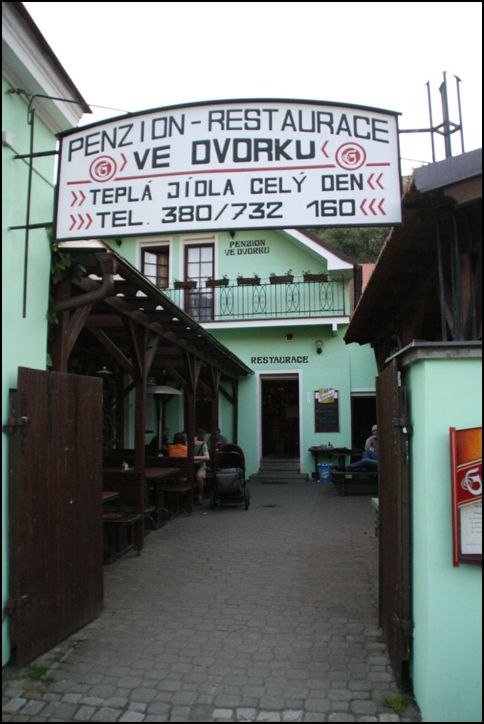 PENZION-RESTAURACE
VE DVORKU
TEPLÁ JÍDLA CELÝ DEN
TEL. 380/732 160
PENZION
VE DVORKU
RESTAURACE